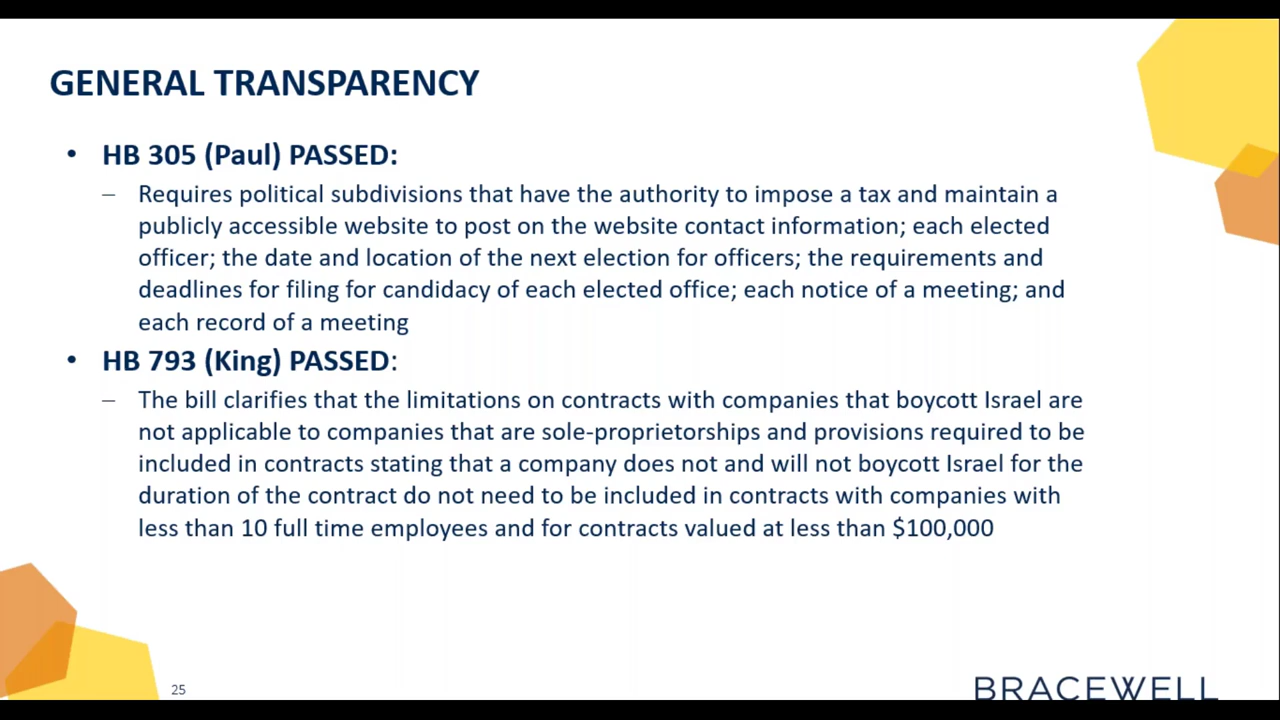 GENERAL TRANSPARENCY
• HB 305 (Paul) PASSED:
– Requires political subdivisions that have the authority to impose a tax and maintain a
publicly accessible website to post on the website contact information; each elected
officer; the date and location of the next election for officers; the requirements and
deadlines for filing for candidacy of each elected office; each notice of a meeting; and
each record of a meeting
• HB 793 (King) PASSED:
– The bill clarifies that the limitations on contracts with companies that boycott Israel are
not applicable to companies that are sole-proprietorships and provisions required to be
included in contracts stating that a company does not and will not boycott Israel for the
duration of the contract do not need to be included in contracts with companies with
less than 10 full time employees and for contracts valued at less than $100,000
25
BRACEWELL